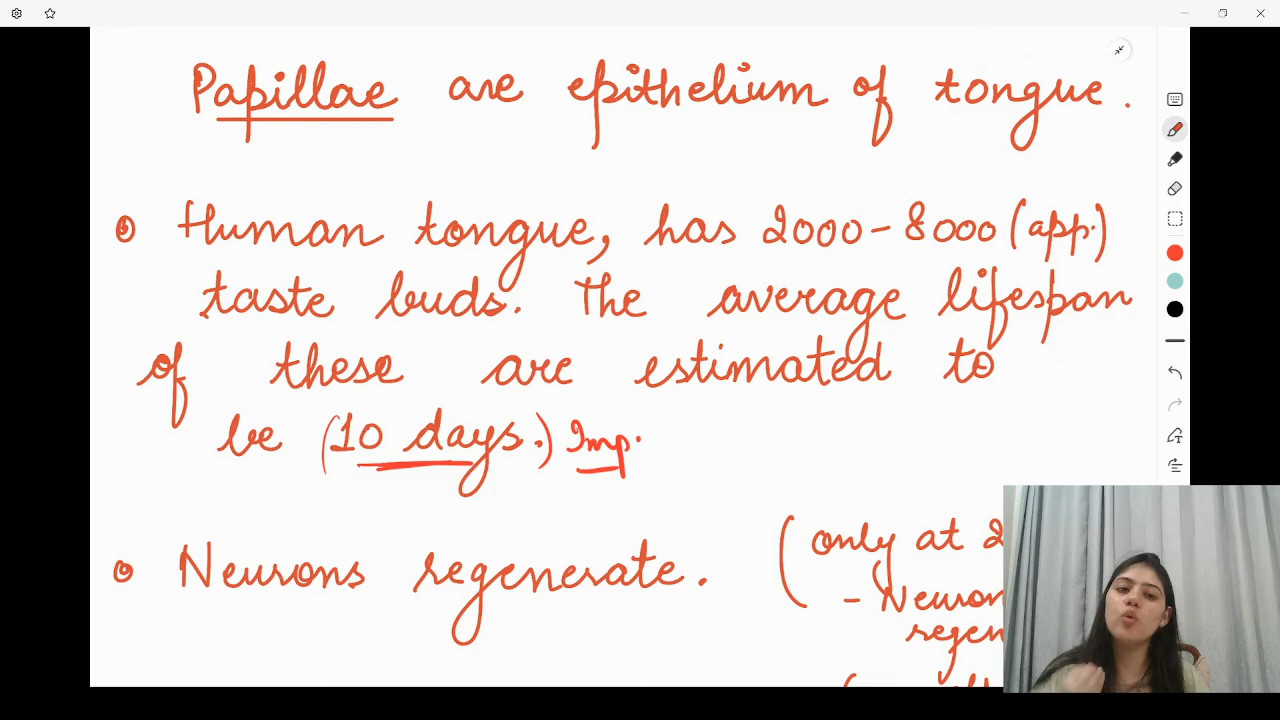 Papillae are epithelium of tongue.
Human tongue, has 2000-8000 (app.)
taste buds. The average lifespan
of these are estimated to
be (10 days.) Imp.
Neurons regenerate.
(only at 2
- Neuron
regen